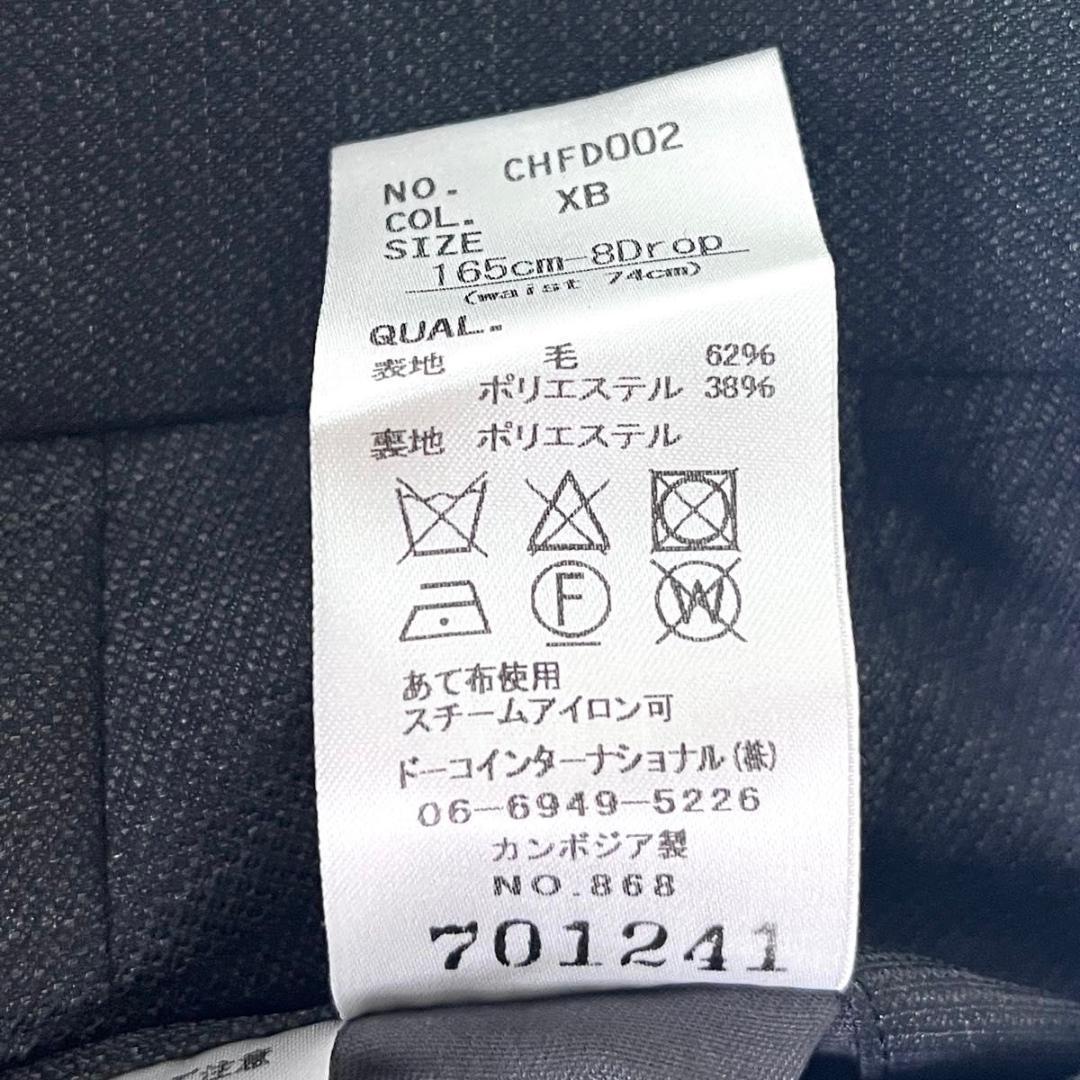 NO. CHFD002
COL. XB
SIZE
165cm-8Drop
(waist 74cm)
QUAL.
表地 毛 62%
ポリエステル 38%
裏地 ポリエステル
F
W
あて布使用
スチームアイロン可
ドーコインターナショナル(株)
06-6949-5226
カンボジア製
NO.868
701241
ご注意